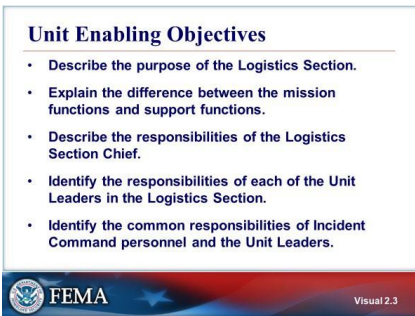 Unit Enabling Objectives
• Describe the purpose of the Logistics Section.
• Explain the difference between the mission
functions and support functions.
• Describe the responsibilities of the Logistics
Section Chief.
• Identify the responsibilities of each of the Unit
Leaders in the Logistics Section.
• Identify the common responsibilities of Incident
Command personnel and the Unit Leaders.
FEMA
Visual 2.3